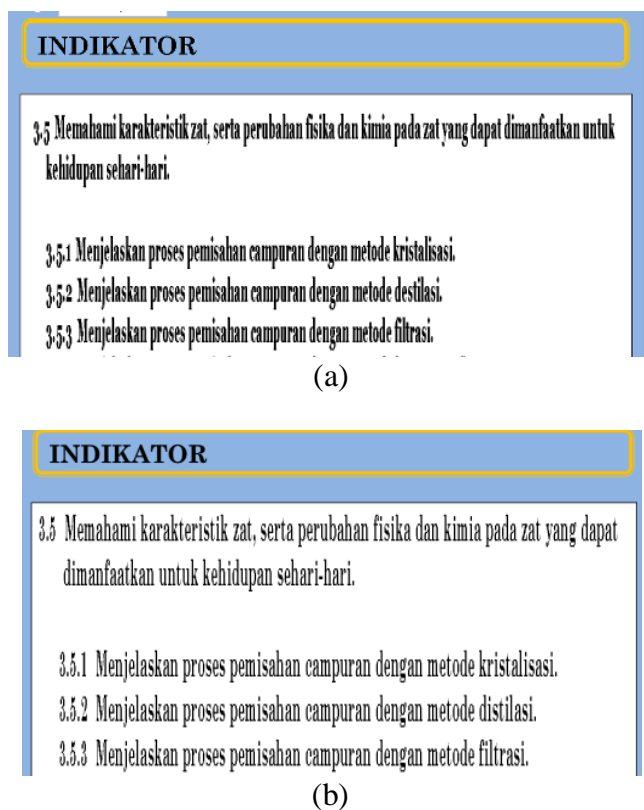 INDIKATOR
3.5 Memahami karakteristik zat, serta perubahan fisika dan kimia pada zat yang dapat dimanfaatkan untuk
kehidupan sehari-hari.
3.5.1 Menjelaskan proses pemisahan campuran dengan metode kristalisasi.
3.5.2 Menjelaskan proses pemisahan campuran dengan metode destilasi.
3.5.3 Menjelaskan proses pemisahan campuran dengan metode filtrasi.
(a)
INDIKATOR
3.5 Memahami karakteristik zat, serta perubahan fisika dan kimia pada zat yang dapat
dimanfaatkan untuk kehidupan sehari-hari.
3.5.1 Menjelaskan proses pemisahan campuran dengan metode kristalisasi.
3.5.2 Menjelaskan proses pemisahan campuran dengan metode distilasi.
3.5.3 Menjelaskan proses pemisahan campuran dengan metode filtrasi.
(b)